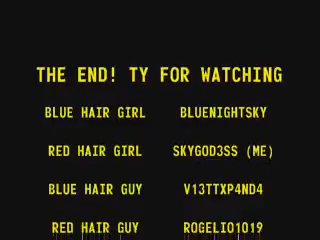 THE END! TY FOR WATCHING
BLUE HAIR GIRL BLUENIGHTSKY
RED HAIR GIRL SKYGOD3SS (ME)
BLUE HAIR GUY V13TTXP4ND4
RED HAIR GUY ROGELIO1019